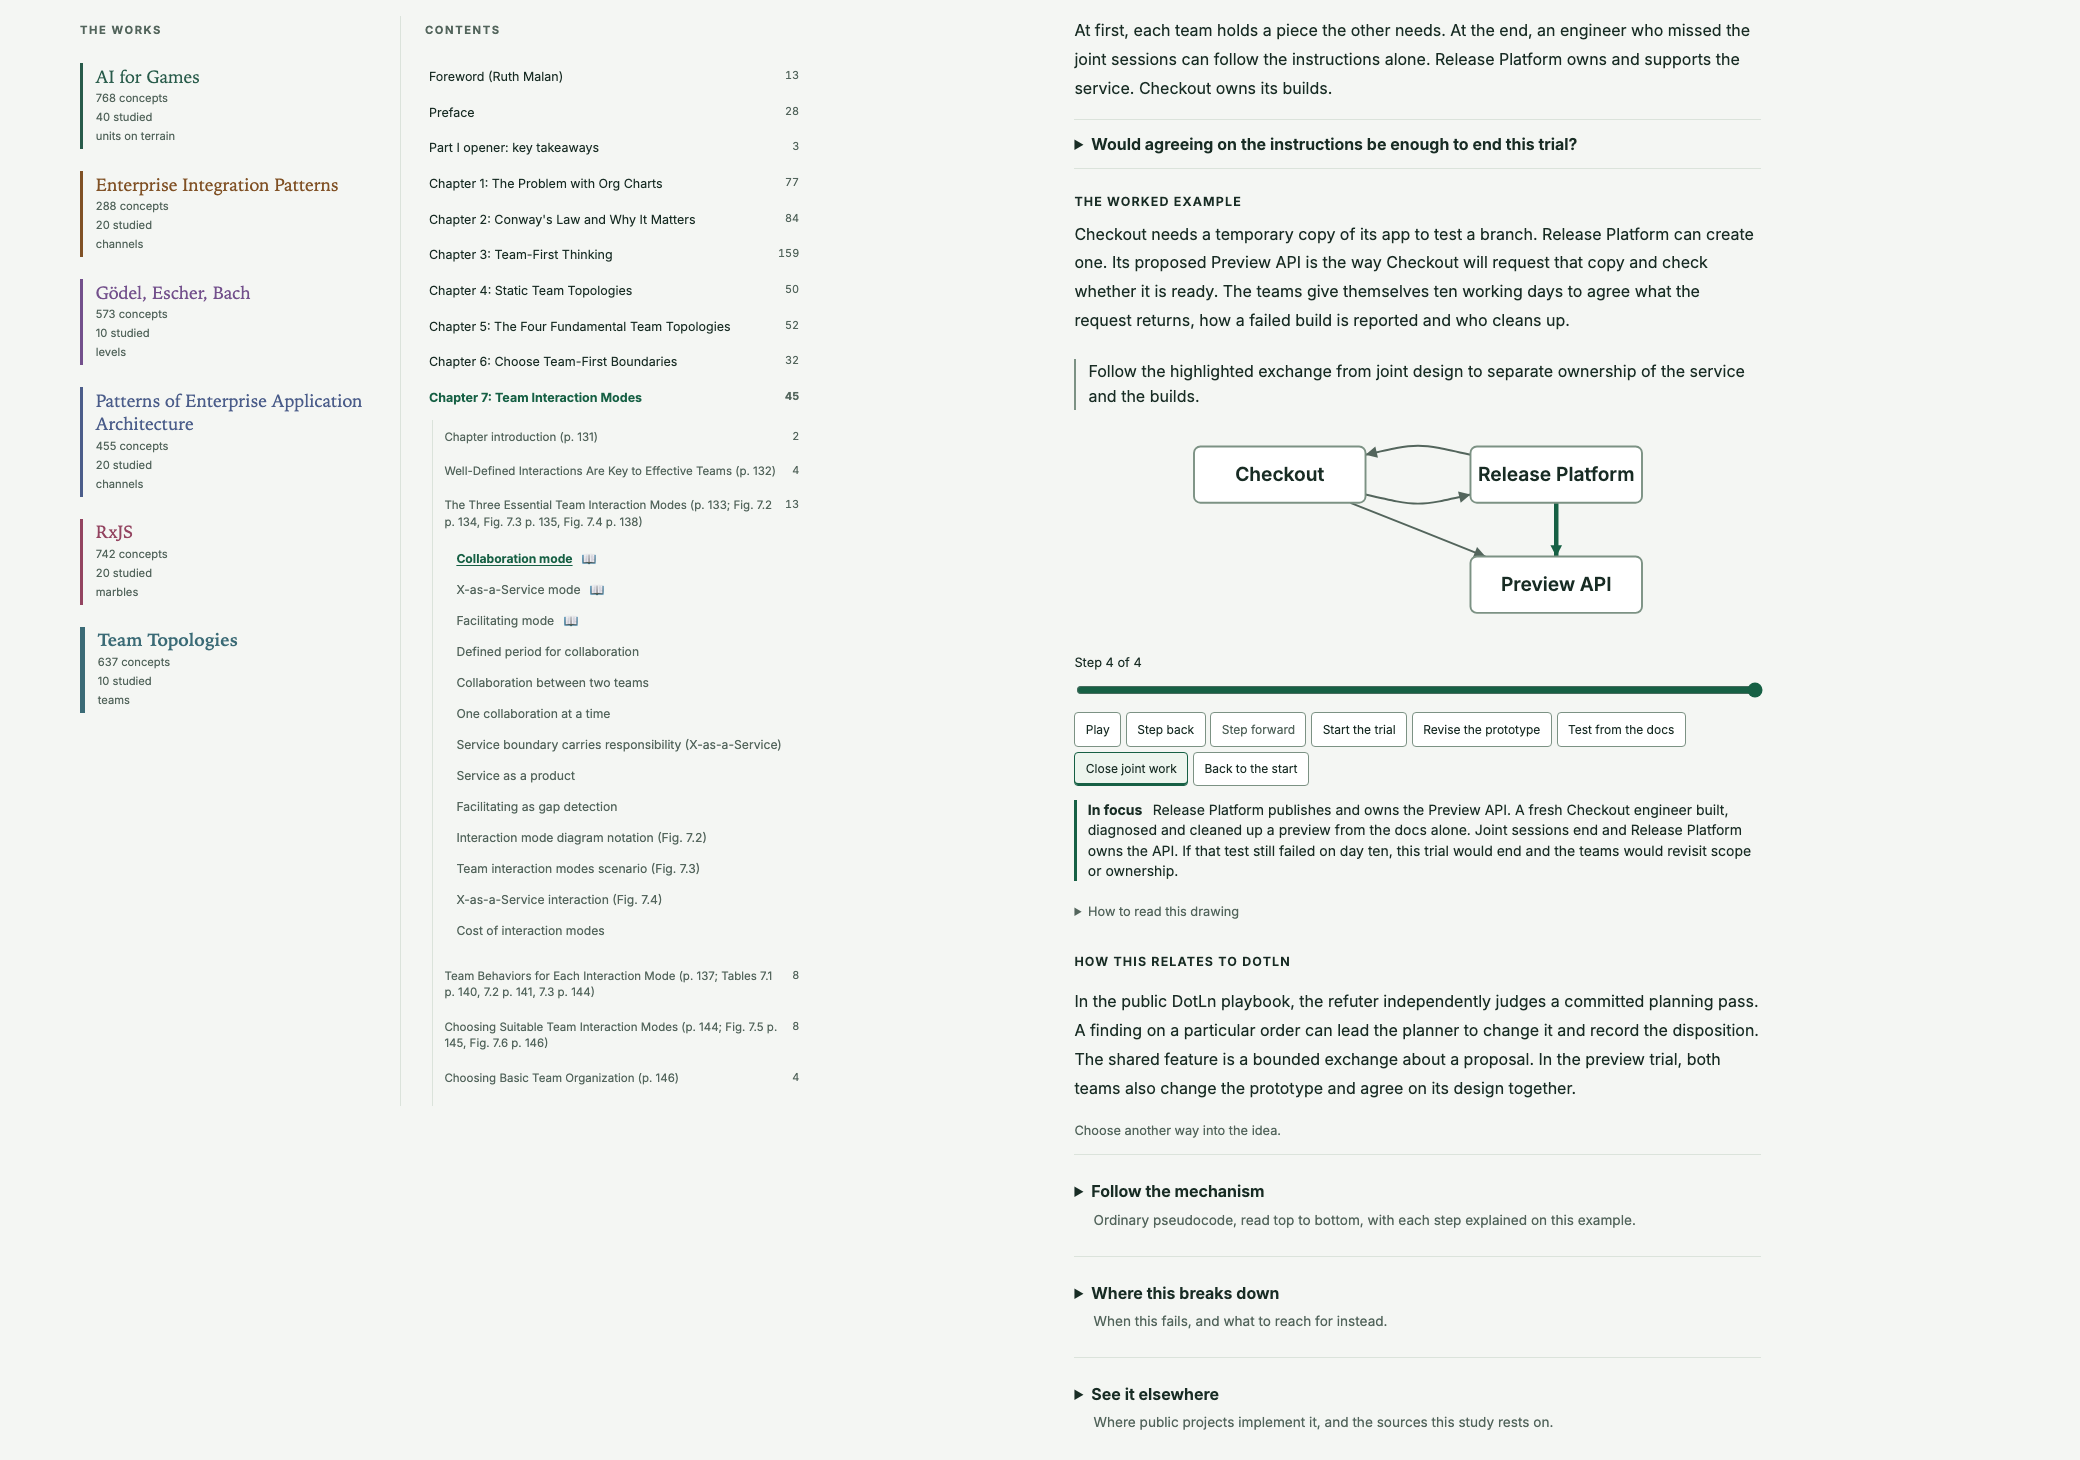 THE WORKS
AI for Games
768 concepts
40 studied
units on terrain
Enterprise Integration Patterns
288 concepts
20 studied
channels
Gödel, Escher, Bach
573 concepts
10 studied
levels
Patterns of Enterprise Application
Architecture
455 concepts
20 studied
channels
RxJS
742 concepts
20 studied
marbles
Team Topologies
637 concepts
10 studied
teams
CONTENTS
Foreword (Ruth Malan) 13
Preface 28
Part I opener: key takeaways 3
Chapter 1: The Problem with Org Charts 77
Chapter 2: Conway's Law and Why It Matters 84
Chapter 3: Team-First Thinking 159
Chapter 4: Static Team Topologies 50
Chapter 5: The Four Fundamental Team Topologies 52
Chapter 6: Choose Team-First Boundaries 32
Chapter 7: Team Interaction Modes 45
Chapter introduction (p. 131) 2
Well-Defined Interactions Are Key to Effective Teams (p. 132) 4
The Three Essential Team Interaction Modes (p. 133; Fig. 7.2 13
p. 134, Fig. 7.3 p. 135, Fig. 7.4 p. 138)
Collaboration mode
X-as-a-Service mode
Facilitating mode
Defined period for collaboration
Collaboration between two teams
One collaboration at a time
Service boundary carries responsibility (X-as-a-Service)
Service as a product
Facilitating as gap detection
Interaction mode diagram notation (Fig. 7.2)
Team interaction modes scenario (Fig. 7.3)
X-as-a-Service interaction (Fig. 7.4)
Cost of interaction modes
Team Behaviors for Each Interaction Mode (p. 137; Tables 7.1 8
p. 140, 7.2 p. 141, 7.3 p. 144)
Choosing Suitable Team Interaction Modes (p. 144; Fig. 7.5 p. 8
145, Fig. 7.6 p. 146)
Choosing Basic Team Organization (p. 146) 4
At first, each team holds a piece the other needs. At the end, an engineer who missed the
joint sessions can follow the instructions alone. Release Platform owns and supports the
service. Checkout owns its builds.
Would agreeing on the instructions be enough to end this trial?
THE WORKED EXAMPLE
Checkout needs a temporary copy of its app to test a branch. Release Platform can create
one. Its proposed Preview API is the way Checkout will request that copy and check
whether it is ready. The teams give themselves ten working days to agree what the
request returns, how a failed build is reported and who cleans up.
Follow the highlighted exchange from joint design to separate ownership of the service
and the builds.
Checkout
Release Platform
Preview API
Step 4 of 4
Play Step back Step forward Start the trial Revise the prototype Test from the docs
Close joint work Back to the start
In focus Release Platform publishes and owns the Preview API. A fresh Checkout engineer built,
diagnosed and cleaned up a preview from the docs alone. Joint sessions end and Release Platform
owns the API. If that test still failed on day ten, this trial would end and the teams would revisit scope
or ownership.
How to read this drawing
HOW THIS RELATES TO DOTLN
In the public DotLn playbook, the refuter independently judges a committed planning pass.
A finding on a particular order can lead the planner to change it and record the disposition.
The shared feature is a bounded exchange about a proposal. In the preview trial, both
teams also change the prototype and agree on its design together.
Choose another way into the idea.
Follow the mechanism
Ordinary pseudocode, read top to bottom, with each step explained on this example.
Where this breaks down
When this fails, and what to reach for instead.
See it elsewhere
Where public projects implement it, and the sources this study rests on.